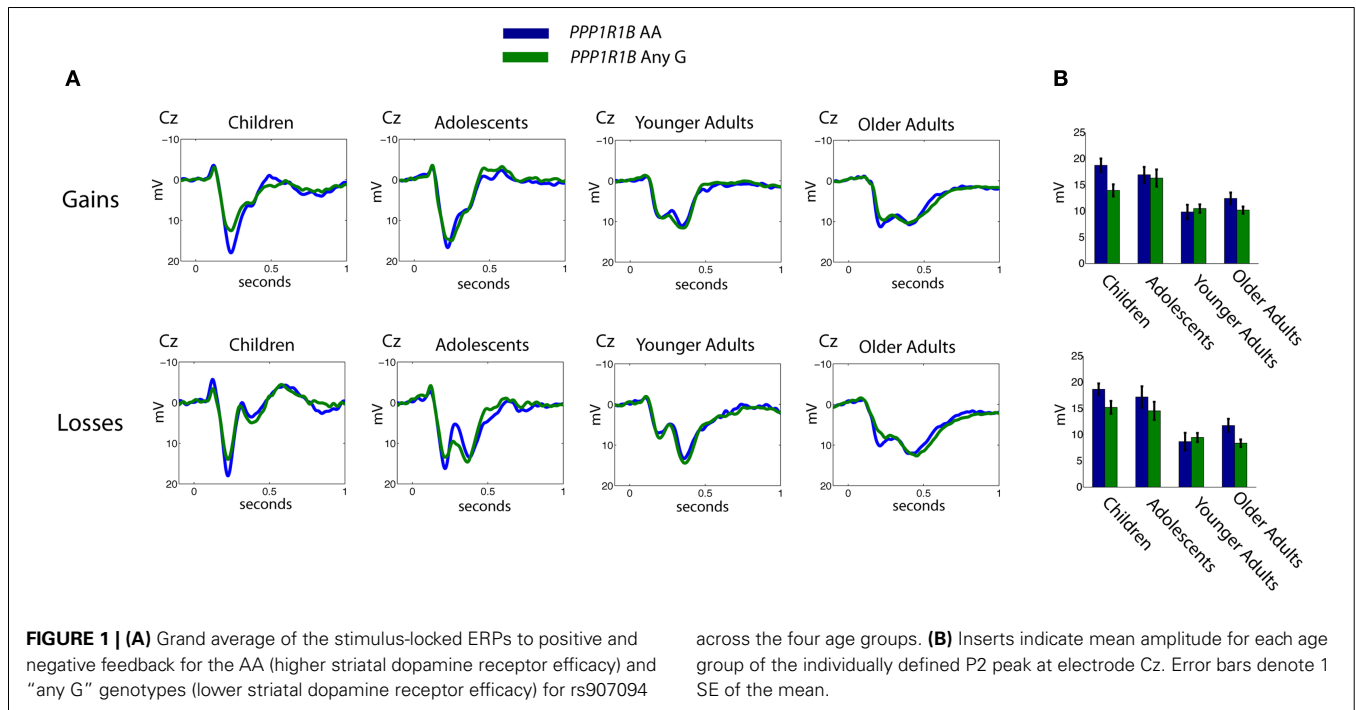 PPP1R1B AA
PPP1R1B Any G
A
B
Gains
Cz
Children
-10
0
10
20
mV
0
0.5
1
seconds
Cz
Adolescents
-10
0
10
20
mV
0
0.5
1
seconds
Cz
Younger Adults
-10
0
10
20
mV
0
0.5
1
seconds
Cz
Older Adults
-10
0
10
20
mV
0
0.5
1
seconds
25
20
15
10
5
0
mV
Children
Adolescents
Younger Adults
Older Adults
Losses
Cz
Children
-10
0
10
20
mV
0
0.5
1
seconds
Cz
Adolescents
-10
0
10
20
mV
0
0.5
1
seconds
Cz
Younger Adults
-10
0
10
20
mV
0
0.5
1
seconds
Cz
Older Adults
-10
0
10
20
mV
0
0.5
1
seconds
25
20
15
10
5
0
mV
Children
Adolescents
Younger Adults
Older Adults
FIGURE 1 | (A) Grand average of the stimulus-locked ERPs to positive and
negative feedback for the AA (higher striatal dopamine receptor efficacy) and
"any G" genotypes (lower striatal dopamine receptor efficacy) for rs907094
across the four age groups. (B) Inserts indicate mean amplitude for each age
group of the individually defined P2 peak at electrode Cz. Error bars denote 1
SE of the mean.